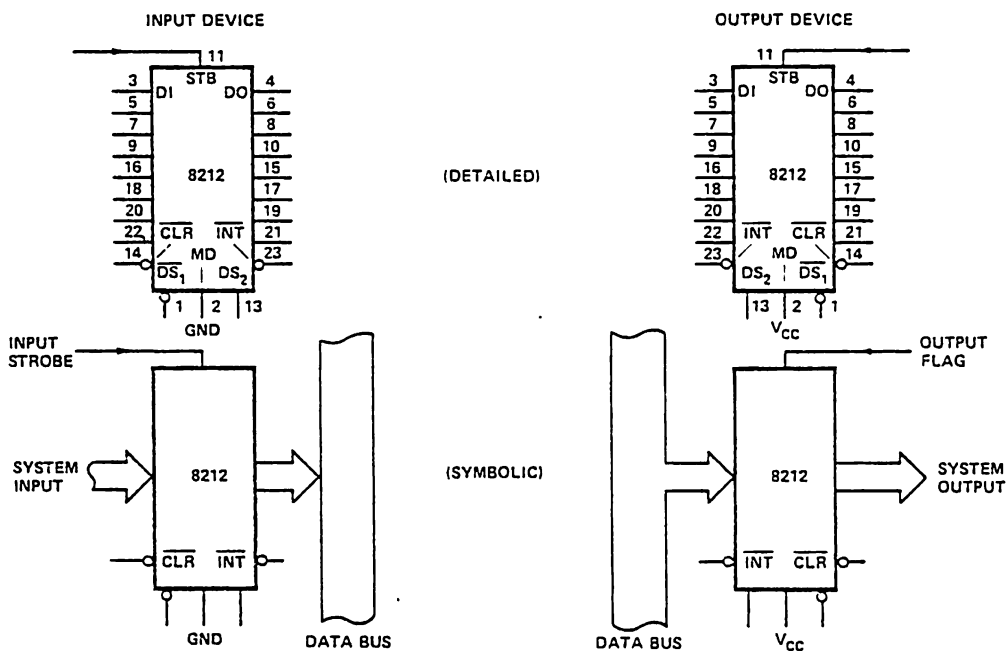 INPUT DEVICE
11
STB
3 DI DO 4
5 6
7 8
9 10
16 15
8212
18 17
20 19
22 CLR INT 21
14 MD 23
DS1 DS2
1 2 13
GND
(DETAILED)
OUTPUT DEVICE
11
STB
3 DI DO 4
5 6
7 8
9 10
16 15
8212
18 17
20 19
22 INT CLR 21
23 MD 14
DS2 DS1
13 2 1
VCC
INPUT
STROBE
SYSTEM
INPUT
8212
CLR INT
GND
DATA BUS
(SYMBOLIC)
DATA BUS
OUTPUT
FLAG
8212
SYSTEM
OUTPUT
INT CLR
VCC